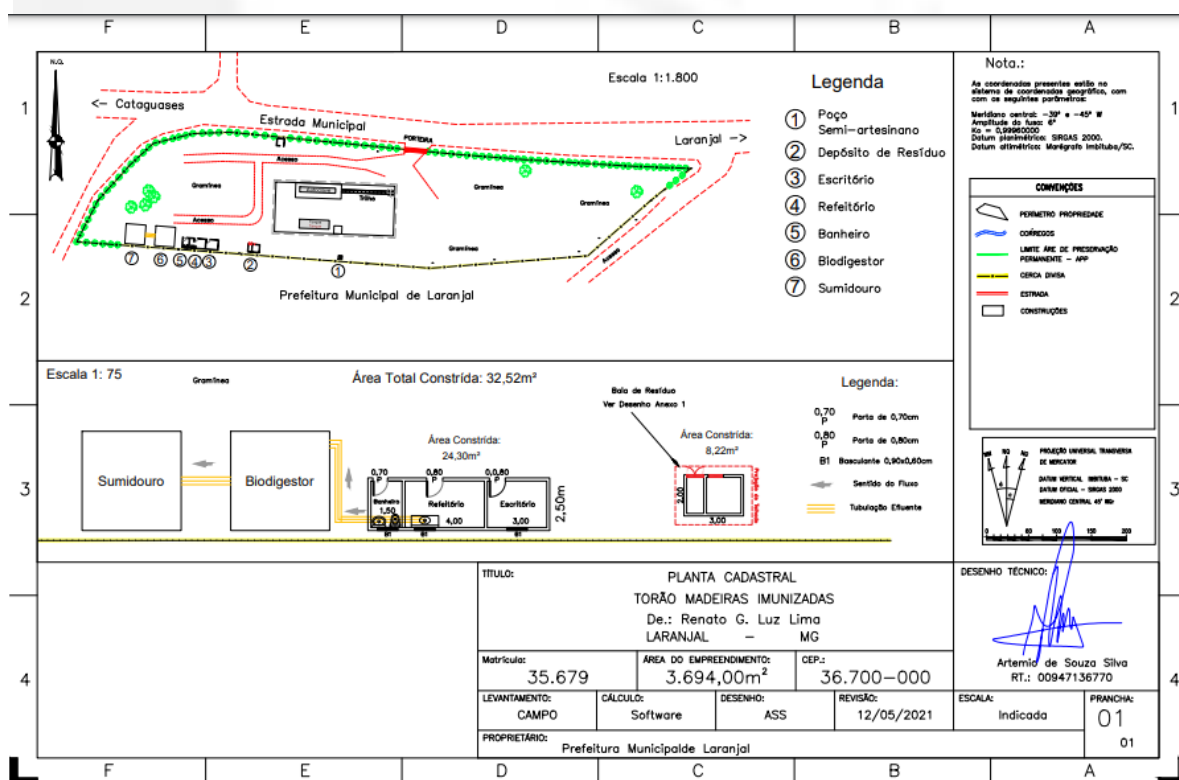 F E D C B A
1
2
3
4
N.Q.
<- Cataguases
Estrada Municipal
PORTEIRA
Escala 1:1.800
Laranjal ->
Acesso
Gramínea
Trilho
Gramínea
Gramínea
Acesso
Gramínea
Acesso
7 6 5 4 3 2 1
Prefeitura Municipal de Laranjal
Legenda
1 Poço
Semi-artesinano
2 Depósito de Resíduo
3 Escritório
4 Refeitório
5 Banheiro
6 Biodigestor
7 Sumidouro
Nota.:
As coordenadas presentes estão no
sistema de coordenadas geográfico, com
com as seguintes parâmetros:
Meridiano central: -39° e -45° W
Amplitude do fuso: 6°
Ko = 0,99960000
Datum planimétrico: SIRGAS 2000.
Datum altimétrico: Marégrafo Imbituba/SC.
CONVENÇÕES
PERÍMETRO PROPRIEDADE
CORREGOS
LIMITE ÁRE DE PRESERVAÇÃO
PERMANENTE - APP
CERCA DIVISA
ESTRADA
CONSTRUÇÕES
Escala 1: 75
Gramínea
Área Total Constrída: 32,52m²
Sumidouro
Biodigestor
Área Constrída:
24,30m²
0,70 P
0,80 P
0,0,80 P
Banheiro
1,50
Refeitório
4,00
Escritório
3,00
2,50m
B1
B1
B1
Baia de Resíduo
Ver Desenho Anexo 1
Área Constrída:
8,22m²
2,00
3,00
Legenda:
0,70 P Porta de 0,70cm
0,80 P Porta de 0,80cm
B1 Basculante 0,90x0,60cm
Sentido do Fluxo
Tubulação Efluente
PROJEÇÃO UNIVERSAL TRANSVERSA
DE MERCATOR
DATUM VERTICAL IMBITUBA - SC
DATUM OFICIAL - SIRGAS 2000
MERIDIANO CENTRAL 45° WGr
0 50 100 150 200
TÍTULO:
PLANTA CADASTRAL
TORÃO MADEIRAS IMUNIZADAS
De.: Renato G. Luz Lima
LARANJAL - MG
Matrícula:
35.679
ÁREA DO EMPREENDIMENTO:
3.694,00m²
CEP.:
36.700-000
LEVANTAMENTO:
CAMPO
CÁLCULO:
Software
DESENHO:
ASS
REVISÃO:
12/05/2021
PROPRIETÁRIO:
Prefeitura Municipalde Laranjal
DESENHO TÉCNICO:
Artemio de Souza Silva
RT.: 00947136770
ESCALA:
Indicada
PRANCHA:
01
01
F E D C B A
1
2
3
4